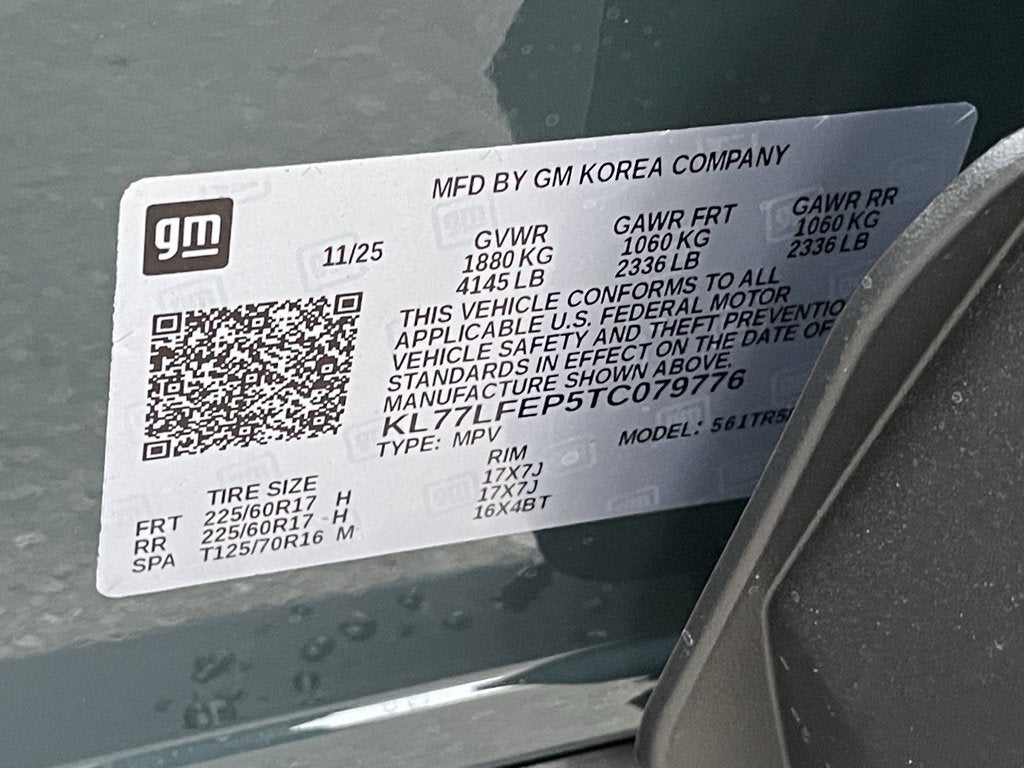 MFD BY GM KOREA COMPANY
gm
11/25
GVWR GAWR FRT GAWR RR
1880 KG 1060 KG 1060 KG
4145 LB 2336 LB 2336 LB
THIS VEHICLE CONFORMS TO ALL
APPLICABLE U.S. FEDERAL MOTOR
VEHICLE SAFETY AND THEFT PREVENTIO
STANDARDS IN EFFECT ON THE DATE OF
MANUFACTURE SHOWN ABOVE.
KL77LFEP5TC079776
TYPE: MPV MODEL: 561TR5
TIRE SIZE RIM
FRT 225/60R17 H 17X7J
RR 225/60R17 H 17X7J
SPA T125/70R16 M 16X4BT